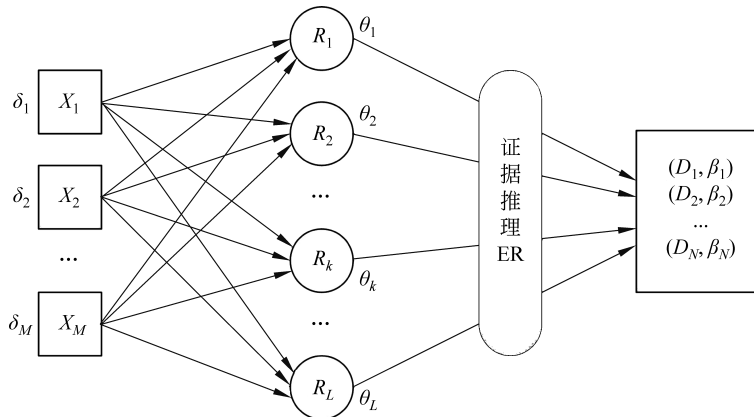 δ1 X1
δ2 X2
...
δM XM
R1 θ1
R2 θ2
...
Rk θk
...
RL θL
证
据
推
理
ER
(D1, β1)
(D2, β2)
...
(DN, βN)